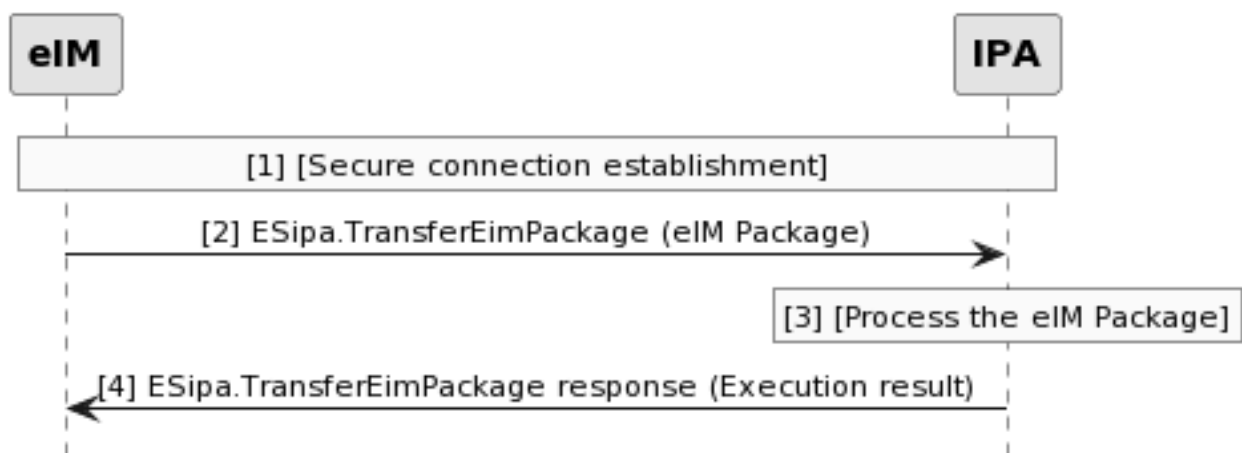 eIM
IPA
[1] [Secure connection establishment]
[2] ESipa.TransferEimPackage (eIM Package)
[3] [Process the eIM Package]
[4] ESipa.TransferEimPackage response (Execution result)